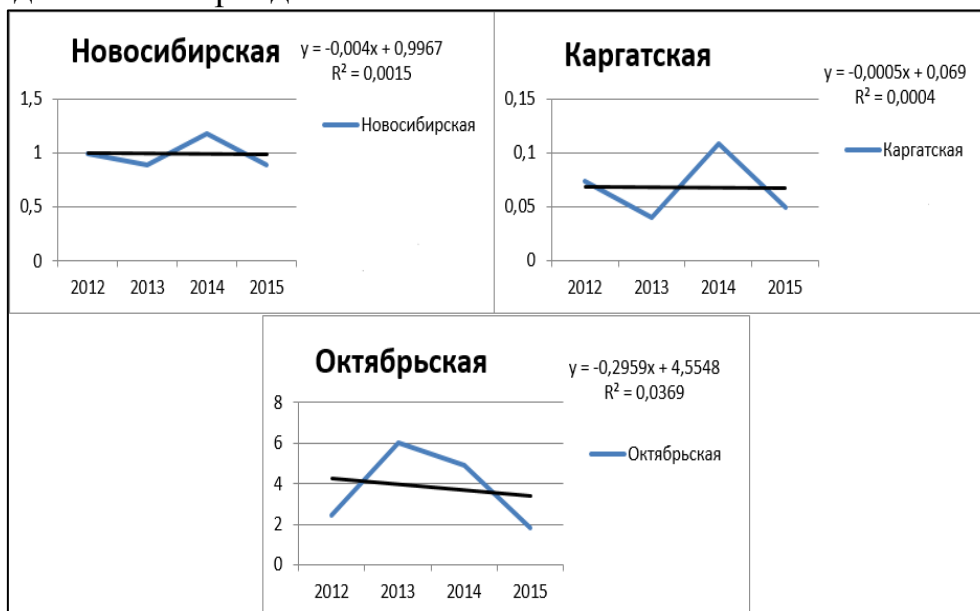 Новосибирская
y = -0,004x + 0,9967
R² = 0,0015
1,5
1
0,5
0
2012 2013 2014 2015
Новосибирская
Каргатская
y = -0,0005x + 0,069
R² = 0,0004
0,15
0,1
0,05
0
2012 2013 2014 2015
Каргатская
Октябрьская
y = -0,2959x + 4,5548
R² = 0,0369
8
6
4
2
0
2012 2013 2014 2015
Октябрьская